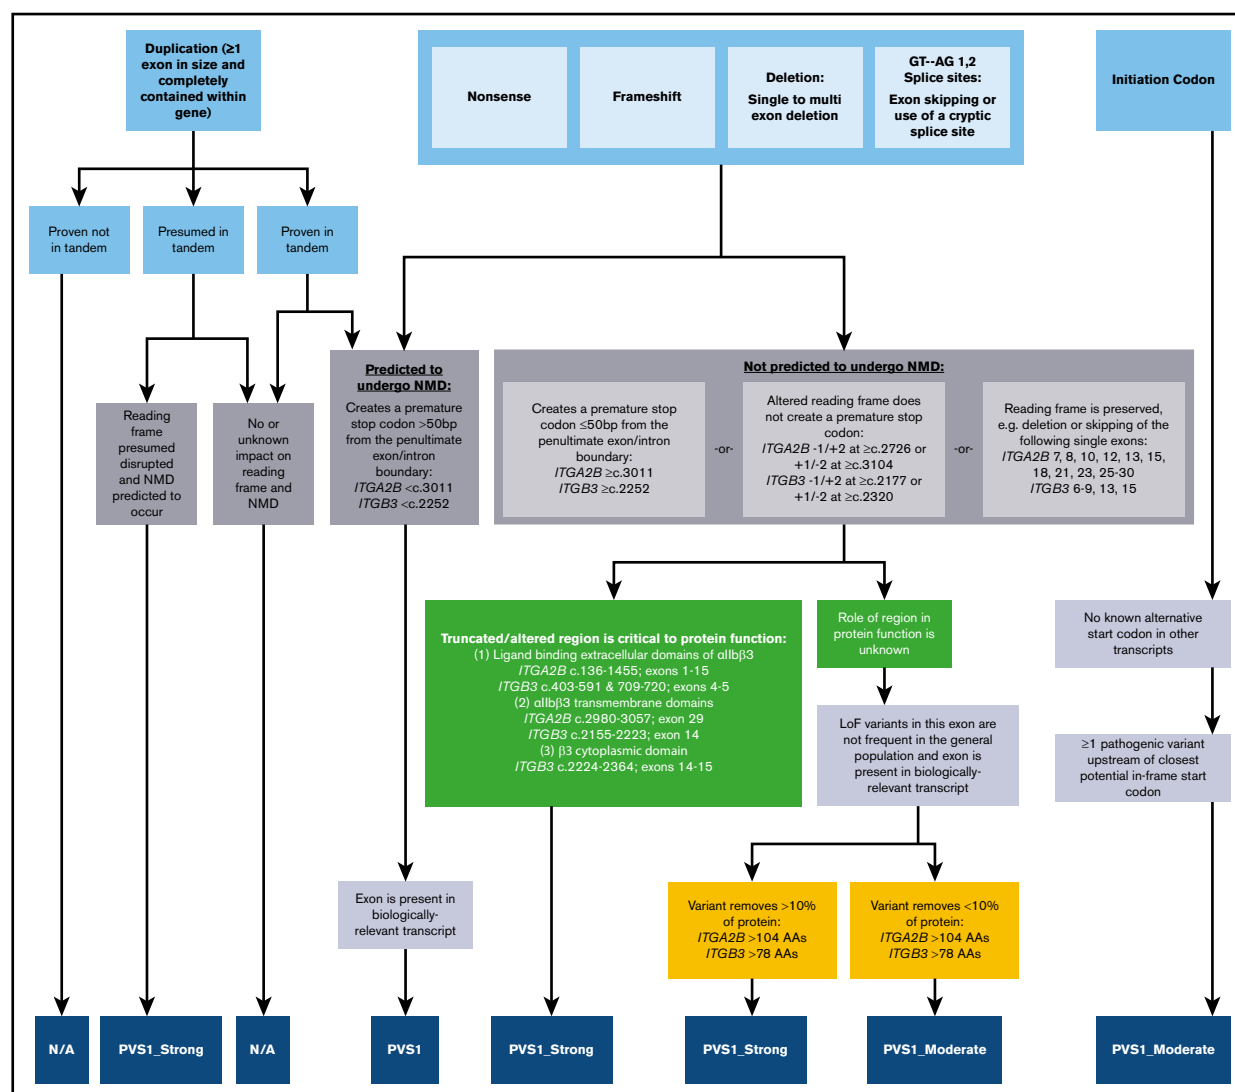 Duplication (≥1
exon in size and
completely
contained within
gene)
Nonsense
Frameshift
Deletion:
Single to multi
exon deletion
GT--AG 1,2
Splice sites:
Exon skipping or
use of a cryptic
splice site
Initiation Codon
Proven not
in tandem
Presumed in
tandem
Proven in
tandem
Reading
frame
presumed
disrupted
and NMD
predicted to
occur
No or
unknown
impact on
reading
frame and
NMD
Predicted to
undergo NMD:
Creates a premature
stop codon >50bp
from the penultimate
exon/intron
boundary:
ITGA2B <c.3011
ITGB3 <c.2252
Not predicted to undergo NMD:
Creates a premature stop
codon ≤50bp from the
penultimate exon/intron
boundary:
ITGA2B ≥c.3011
ITGB3 ≥c.2252
-or-
Altered reading frame does
not create a premature stop
codon:
ITGA2B -1/+2 at ≥c.2726 or
+1/-2 at ≥c.3104
ITGB3 -1/+2 at ≥c.2177 or
+1/-2 at ≥c.2320
-or-
Reading frame is preserved,
e.g. deletion or skipping of the
following single exons:
ITGA2B 7, 8, 10, 12, 13, 15,
18, 21, 23, 25-30
ITGB3 6-9, 13, 15
Truncated/altered region is critical to protein function:
(1) Ligand binding extracellular domains of αIIbβ3
ITGA2B c.136-1455; exons 1-15
ITGB3 c.403-591 & 709-720; exons 4-5
(2) αIIbβ3 transmembrane domains
ITGA2B c.2980-3057; exon 29
ITGB3 c.2155-2223; exon 14
(3) β3 cytoplasmic domain
ITGB3 c.2224-2364; exons 14-15
Role of region in
protein function is
unknown
LoF variants in this exon are
not frequent in the general
population and exon is
present in biologically-
relevant transcript
No known alternative
start codon in other
transcripts
≥1 pathogenic variant
upstream of closest
potential in-frame start
codon
Exon is present in
biologically-
relevant transcript
Variant removes >10%
of protein:
ITGA2B >104 AAs
ITGB3 >78 AAs
Variant removes <10%
of protein:
ITGA2B >104 AAs
ITGB3 >78 AAs
N/A
PVS1_Strong
N/A
PVS1
PVS1_Strong
PVS1_Strong
PVS1_Moderate
PVS1_Moderate